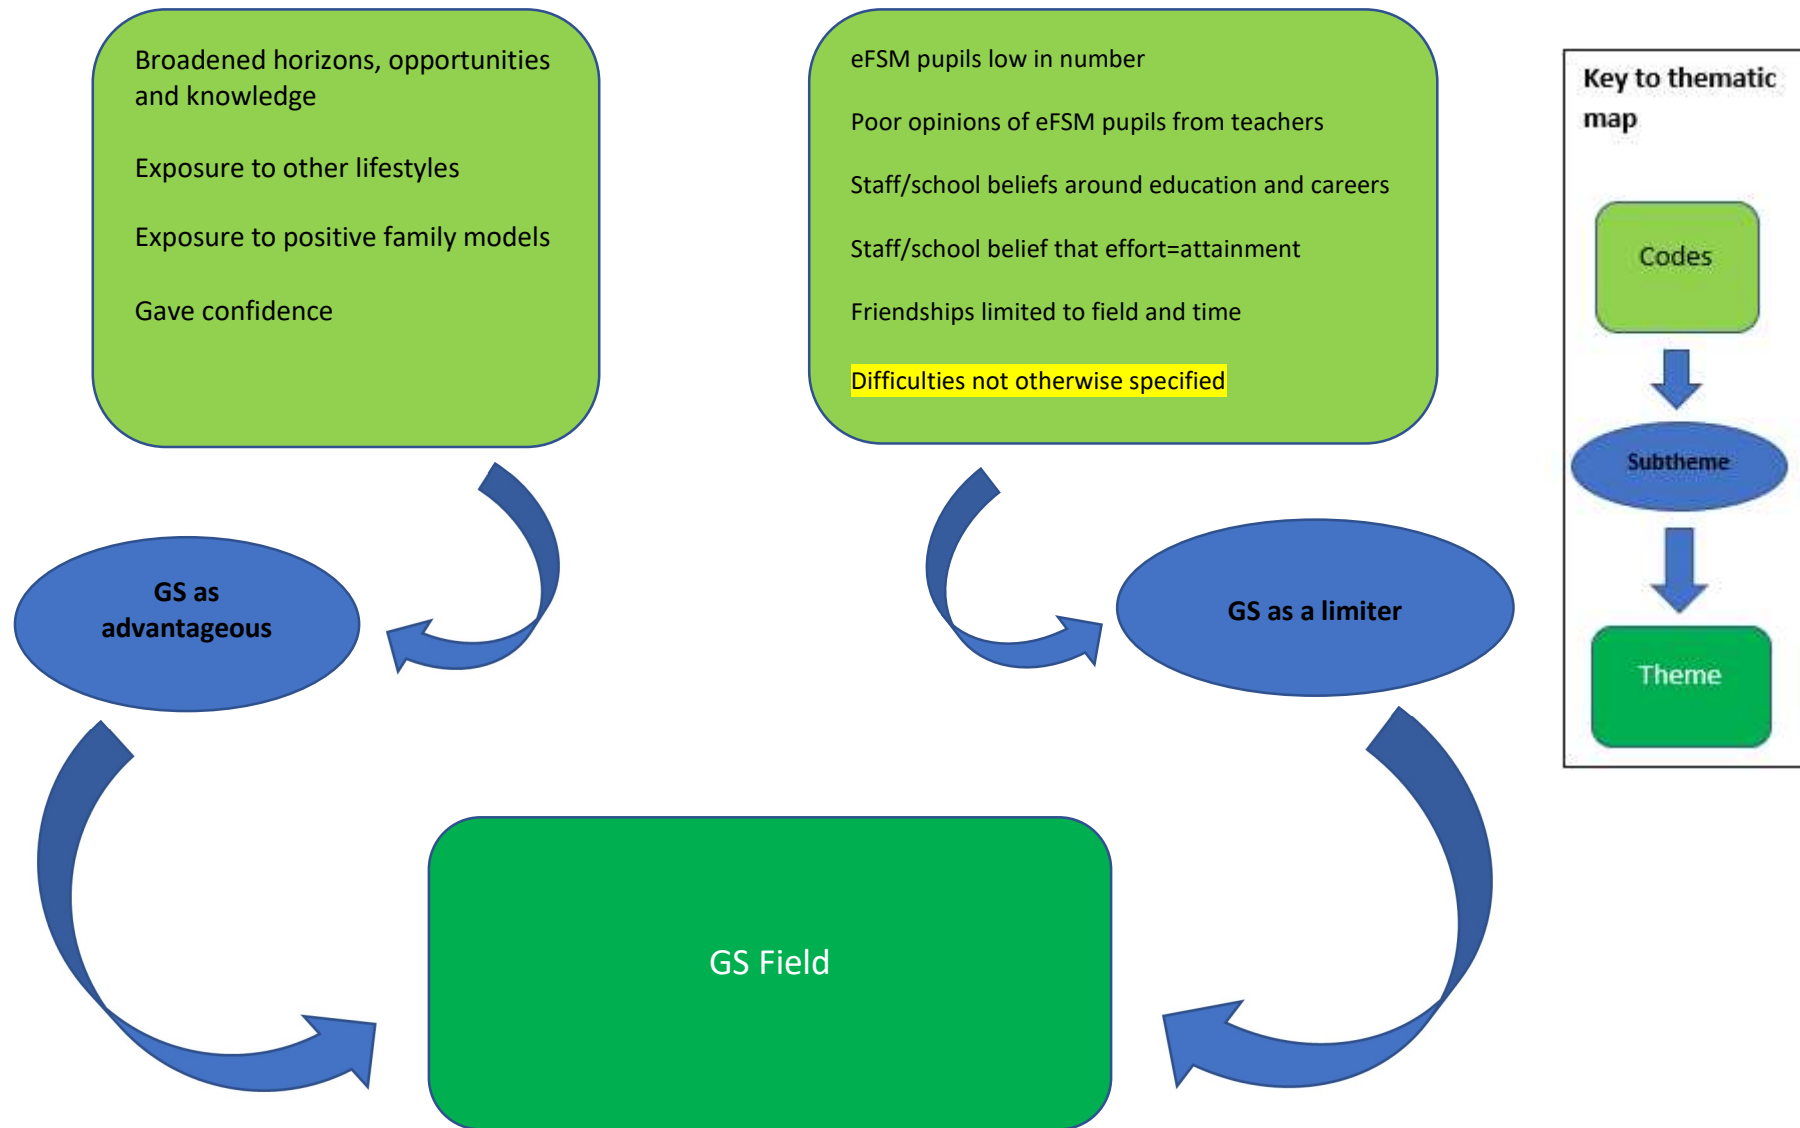 Broadened horizons, opportunities
and knowledge
Exposure to other lifestyles
Exposure to positive family models
Gave confidence
eFSM pupils low in number
Poor opinions of eFSM pupils from teachers
Staff/school beliefs around education and careers
Staff/school belief that effort=attainment
Friendships limited to field and time
Difficulties not otherwise specified
Key to thematic
map
Codes
Subtheme
Theme
GS as
advantageous
GS as a limiter
GS Field